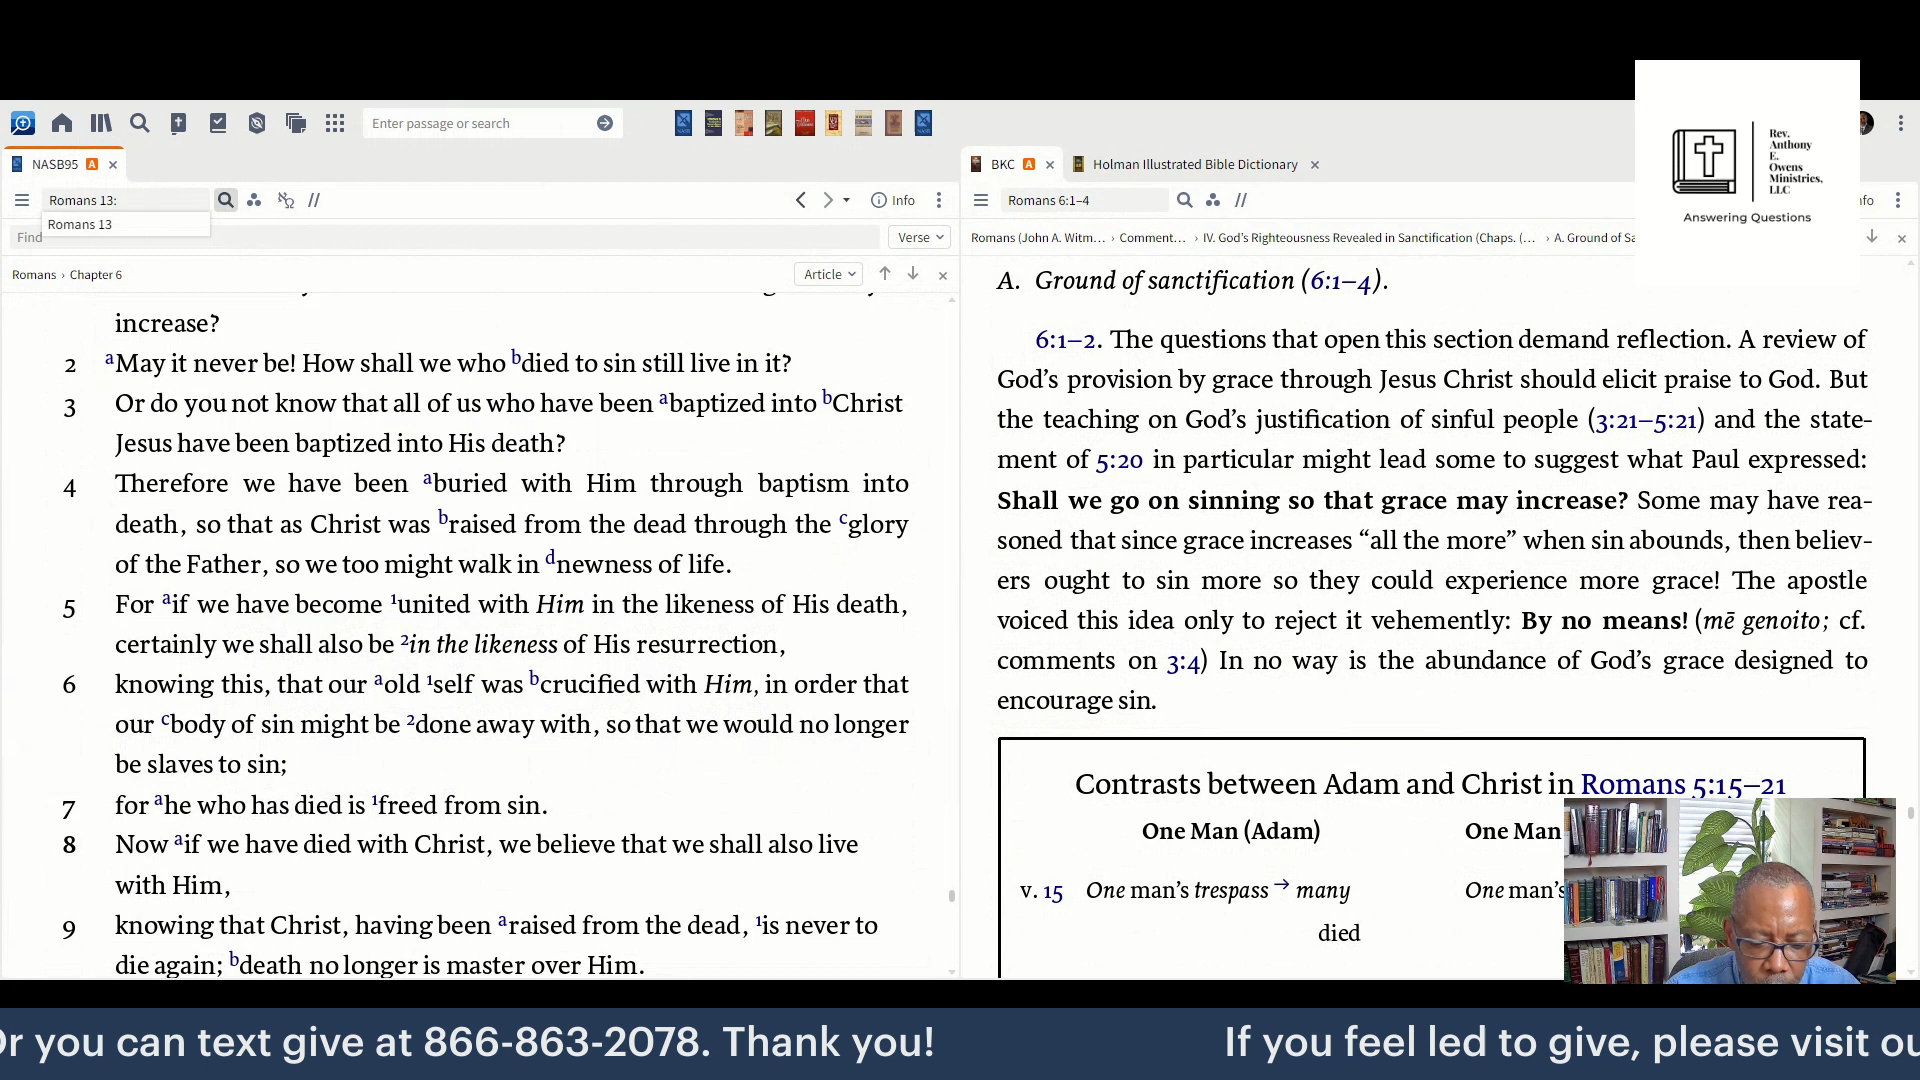 Enter passage or search
NASB95 A
Romans 13:
Info
Romans 13
Find
Verse
Romans › Chapter 6
Article
increase?
2 aMay it never be! How shall we who bdied to sin still live in it?
3 Or do you not know that all of us who have been abaptized into bChrist
Jesus have been baptized into His death?
4 Therefore we have been aburied with Him through baptism into
death, so that as Christ was braised from the dead through the cglory
of the Father, so we too might walk in dnewness of life.
5 For aif we have become 1united with Him in the likeness of His death,
certainly we shall also be 2in the likeness of His resurrection,
6 knowing this, that our aold 1self was bcrucified with Him, in order that
our cbody of sin might be 2done away with, so that we would no longer
be slaves to sin;
7 for ahe who has died is 1freed from sin.
8 Now aif we have died with Christ, we believe that we shall also live
with Him,
9 knowing that Christ, having been araised from the dead, 1is never to
die again; bdeath no longer is master over Him.
BKC A
Holman Illustrated Bible Dictionary
Romans 6:1–4
nfo
Romans (John A. Witm... › Comment... › IV. God's Righteousness Revealed in Sanctification (Chaps. (... › A. Ground of Sa
A. Ground of sanctification (6:1–4).
6:1–2. The questions that open this section demand reflection. A review of
God's provision by grace through Jesus Christ should elicit praise to God. But
the teaching on God's justification of sinful people (3:21–5:21) and the state-
ment of 5:20 in particular might lead some to suggest what Paul expressed:
Shall we go on sinning so that grace may increase? Some may have rea-
soned that since grace increases “all the more” when sin abounds, then believ-
ers ought to sin more so they could experience more grace! The apostle
voiced this idea only to reject it vehemently: By no means! (mē genoito; cf.
comments on 3:4) In no way is the abundance of God's grace designed to
encourage sin.
Contrasts between Adam and Christ in Romans 5:15–21
One Man (Adam) One Man
v. 15 One man's trespass → many One man's
died
Rev.
Anthony
E.
Owens
Ministries,
LLC
Answering Questions
Or you can text give at 866-863-2078. Thank you! If you feel led to give, please visit ou